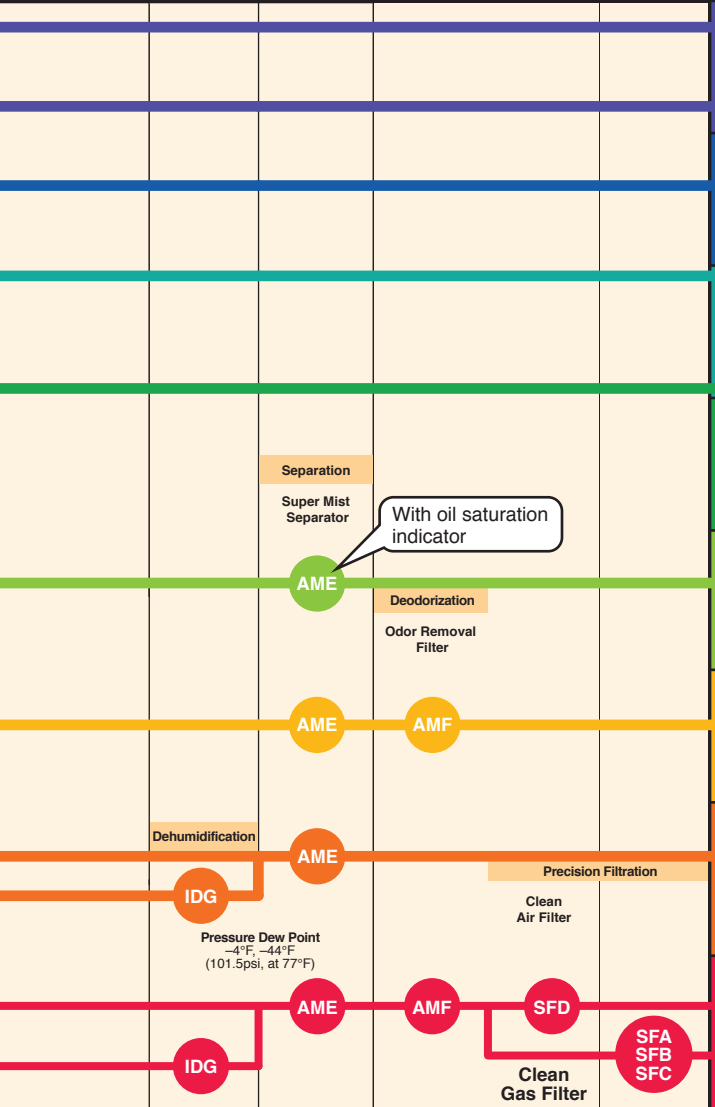 Separation
Super Mist
Separator
With oil saturation
indicator
AME
Deodorization
Odor Removal
Filter
AME
AMF
Dehumidification
AME
Precision Filtration
IDG
Clean
Air Filter
Pressure Dew Point
–4°F, –44°F
(101.5psi, at 77°F)
AME
AMF
SFD
SFA
SFB
SFC
IDG
Clean
Gas Filter